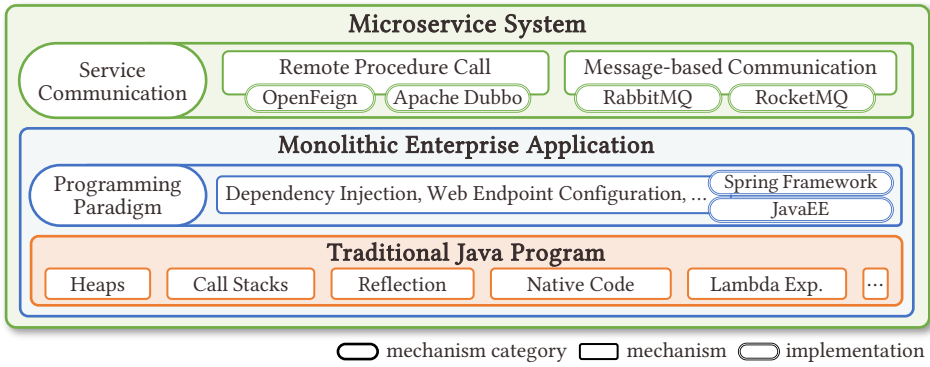 Microservice System
Service
Communication
Remote Procedure Call
OpenFeign
Apache Dubbo
Message-based Communication
RabbitMQ
RocketMQ
Monolithic Enterprise Application
Programming
Paradigm
Dependency Injection, Web Endpoint Configuration, ...
Spring Framework
JavaEE
Traditional Java Program
Heaps
Call Stacks
Reflection
Native Code
Lambda Exp.
...
mechanism category
mechanism
implementation